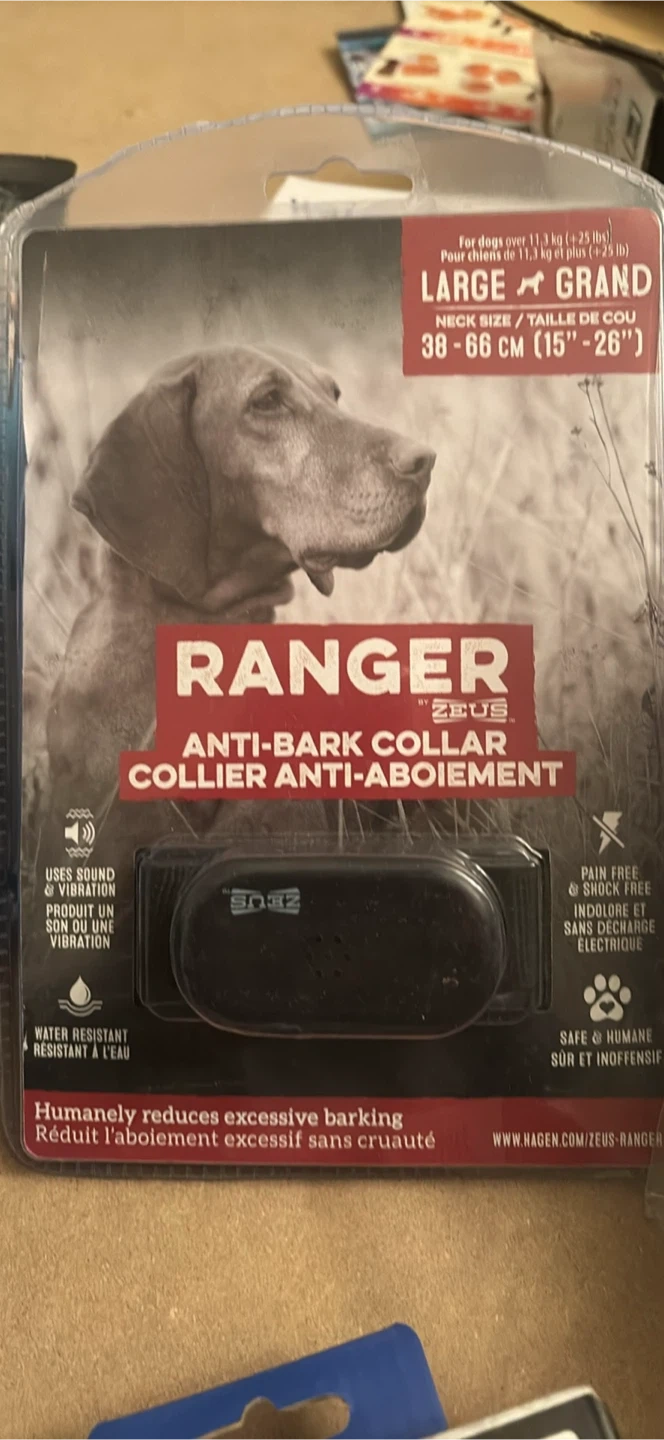 For dogs over 11,3 kg (+25 lbs)
Pour chiens de 11,3 kg et plus (+25 lb)
LARGE GRAND
NECK SIZE / TAILLE DE COU
38 - 66 CM (15" - 26")
RANGER
BY ZEUS
ANTI-BARK COLLAR
COLLIER ANTI-ABOIEMENT
USES SOUND
& VIBRATION
PRODUIT UN
SON OU UNE
VIBRATION
PAIN FREE
& SHOCK FREE
INDOLORE ET
SANS DÉCHARGE
ÉLECTRIQUE
ZEUS
WATER RESISTANT
RÉSISTANT À L'EAU
SAFE & HUMANE
SÛR ET INOFFENSIF
Humanely reduces excessive barking
Réduit l'aboiement excessif sans cruauté
WWW.HAGEN.COM/ZEUS-RANGER